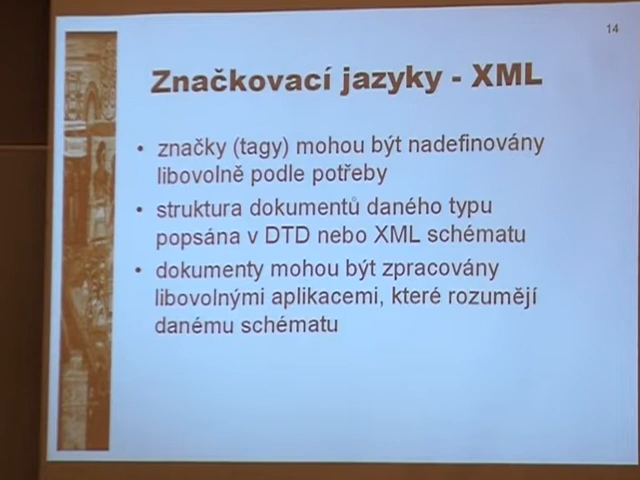 14
Značkovací jazyky - XML
• značky (tagy) mohou být nadefinovány
libovolně podle potřeby
• struktura dokumentů daného typu
popsána v DTD nebo XML schématu
• dokumenty mohou být zpracovány
libovolnými aplikacemi, které rozumějí
danému schématu